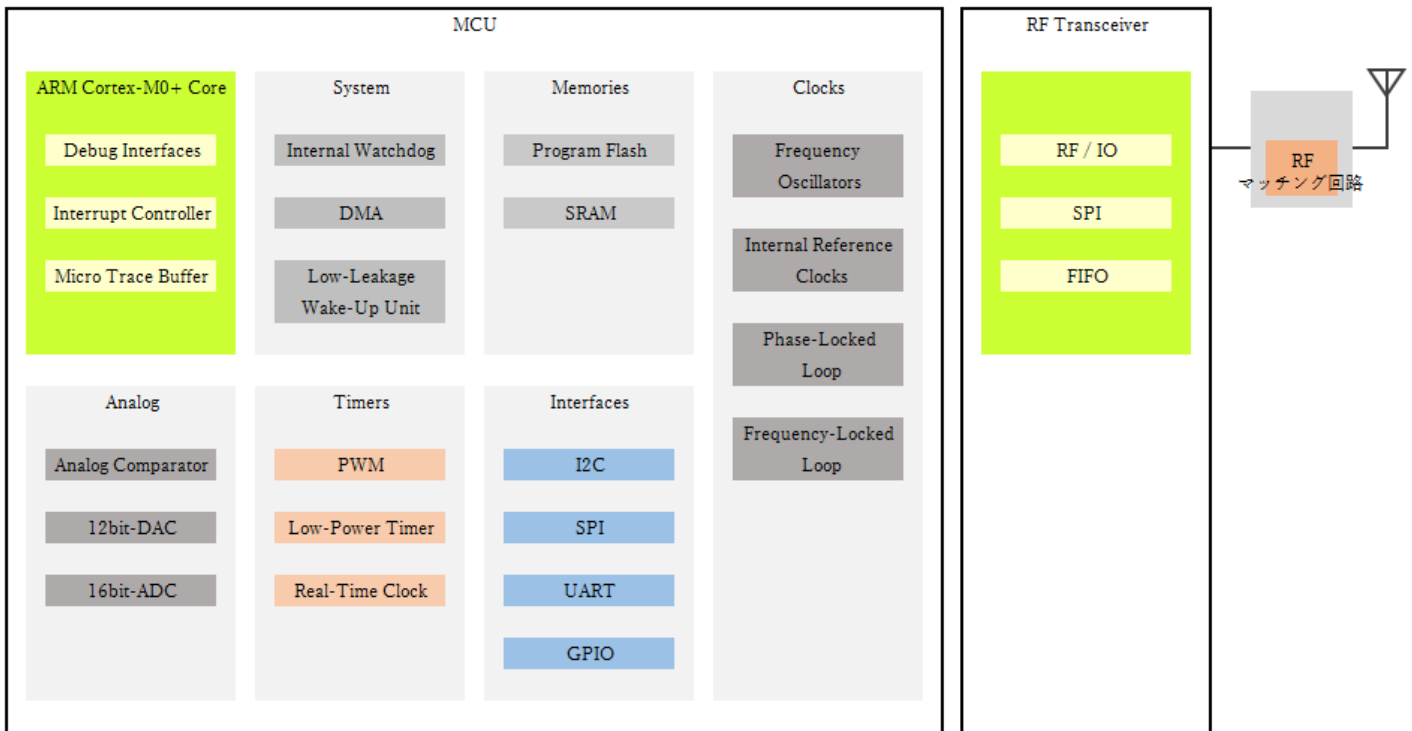 MCU
ARM Cortex-M0+ Core
Debug Interfaces
Interrupt Controller
Micro Trace Buffer
System
Internal Watchdog
DMA
Low-Leakage
Wake-Up Unit
Memories
Program Flash
SRAM
Clocks
Frequency
Oscillators
Internal Reference
Clocks
Phase-Locked
Loop
Frequency-Locked
Loop
Analog
Analog Comparator
12bit-DAC
16bit-ADC
Timers
PWM
Low-Power Timer
Real-Time Clock
Interfaces
I2C
SPI
UART
GPIO
RF Transceiver
RF / IO
SPI
FIFO
RF
マッチング回路